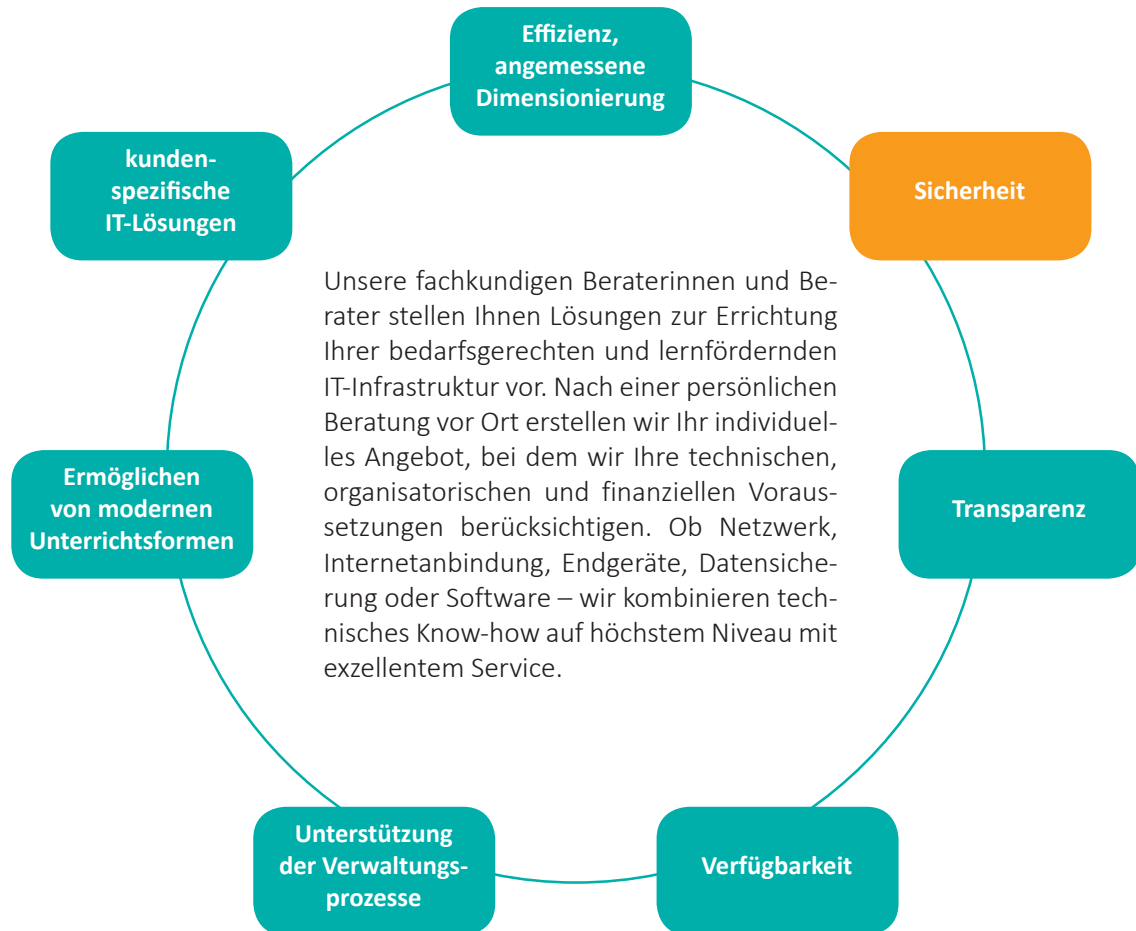 Effizienz,
angemessene
Dimensionierung
kunden-
spezifische
IT-Lösungen
Sicherheit
Unsere fachkundigen Beraterinnen und Be-
rater stellen Ihnen Lösungen zur Errichtung
Ihrer bedarfsgerechten und lernfördernden
IT-Infrastruktur vor. Nach einer persönlichen
Beratung vor Ort erstellen wir Ihr individuel-
les Angebot, bei dem wir Ihre technischen,
organisatorischen und finanziellen Voraus-
setzungen berücksichtigen. Ob Netzwerk,
Internetanbindung, Endgeräte, Datensiche-
rung oder Software – wir kombinieren tech-
nisches Know-how auf höchstem Niveau mit
exzellentem Service.
Ermöglichen
von modernen
Unterrichtsformen
Transparenz
Unterstützung
der Verwaltungs-
prozesse
Verfügbarkeit